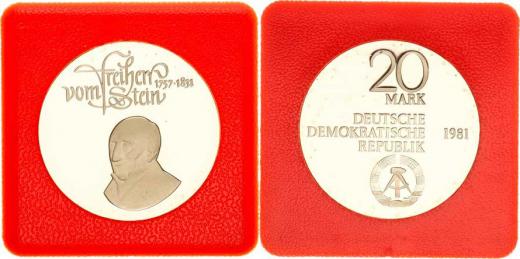 Freiherr
vom Stein
1757-1831
20
MARK
DEUTSCHE
DEMOKRATISCHE
REPUBLIK
1981